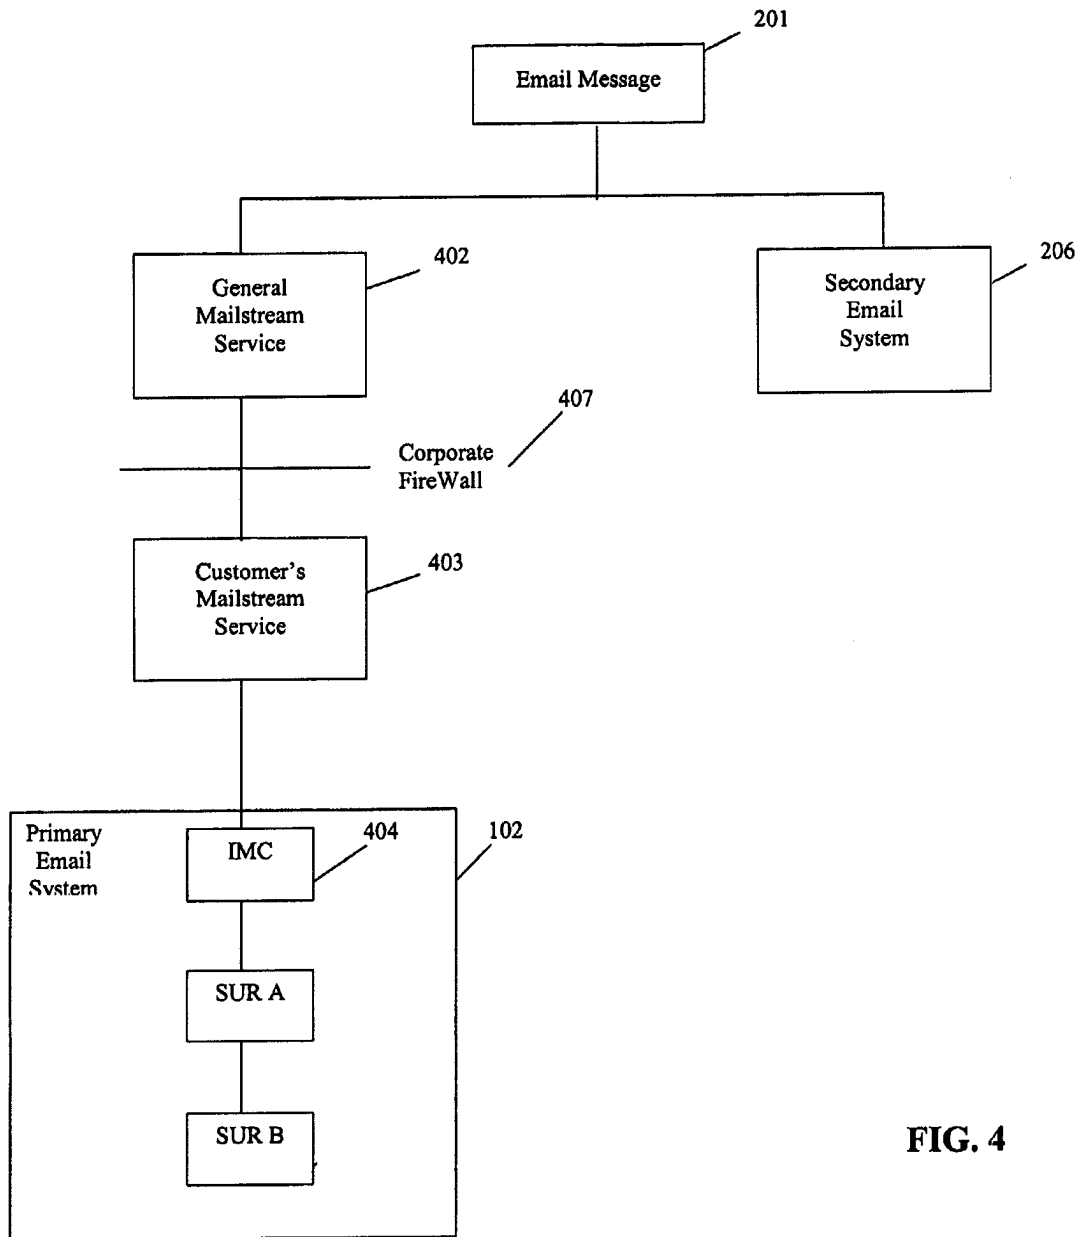 201
Email Message
402
General
Mailstream
Service
206
Secondary
Email
System
407
Corporate
FireWall
403
Customer's
Mailstream
Service
Primary
Email
System
404
102
IMC
SUR A
SUR B
FIG. 4